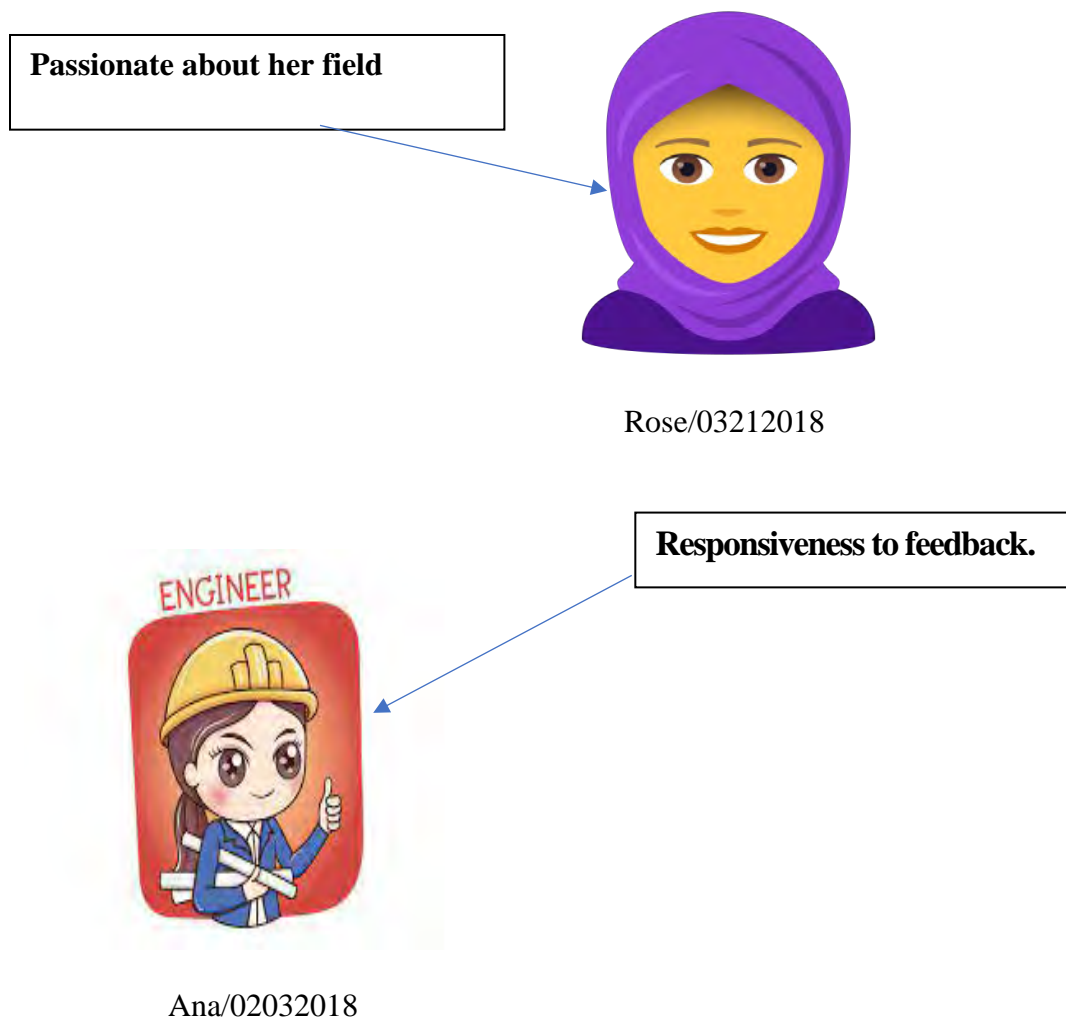 Passionate about her field
Rose/03212018
Responsiveness to feedback.
ENGINEER
Ana/02032018